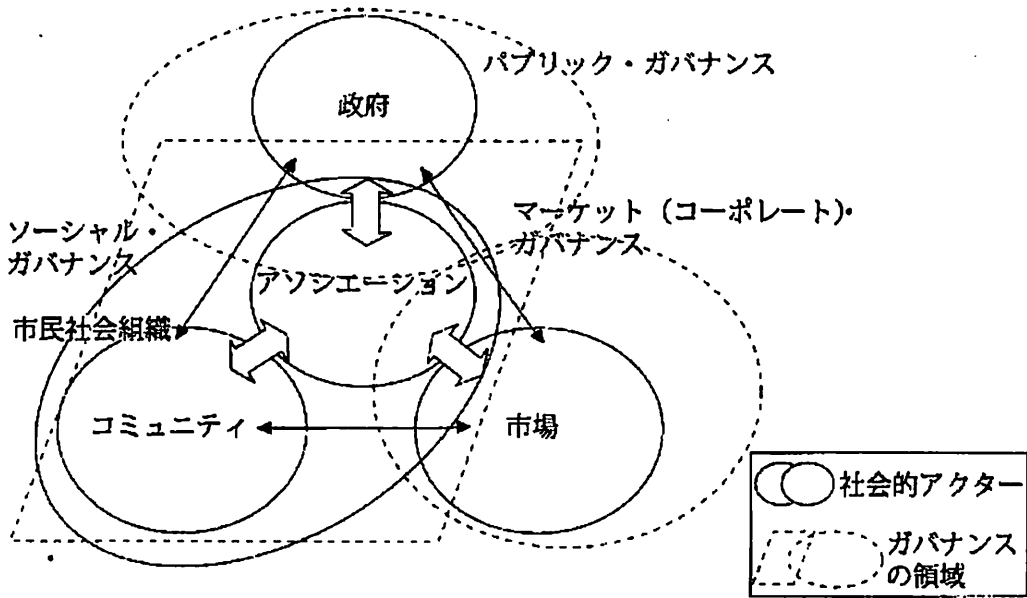 パブリック・ガバナンス
政府
マーケット（コーポレート）・
ガバナンス
ソーシャル・
ガバナンス
アソシエーション
市民社会組織
コミュニティ
市場
社会的アクター
ガバナンス
の領域